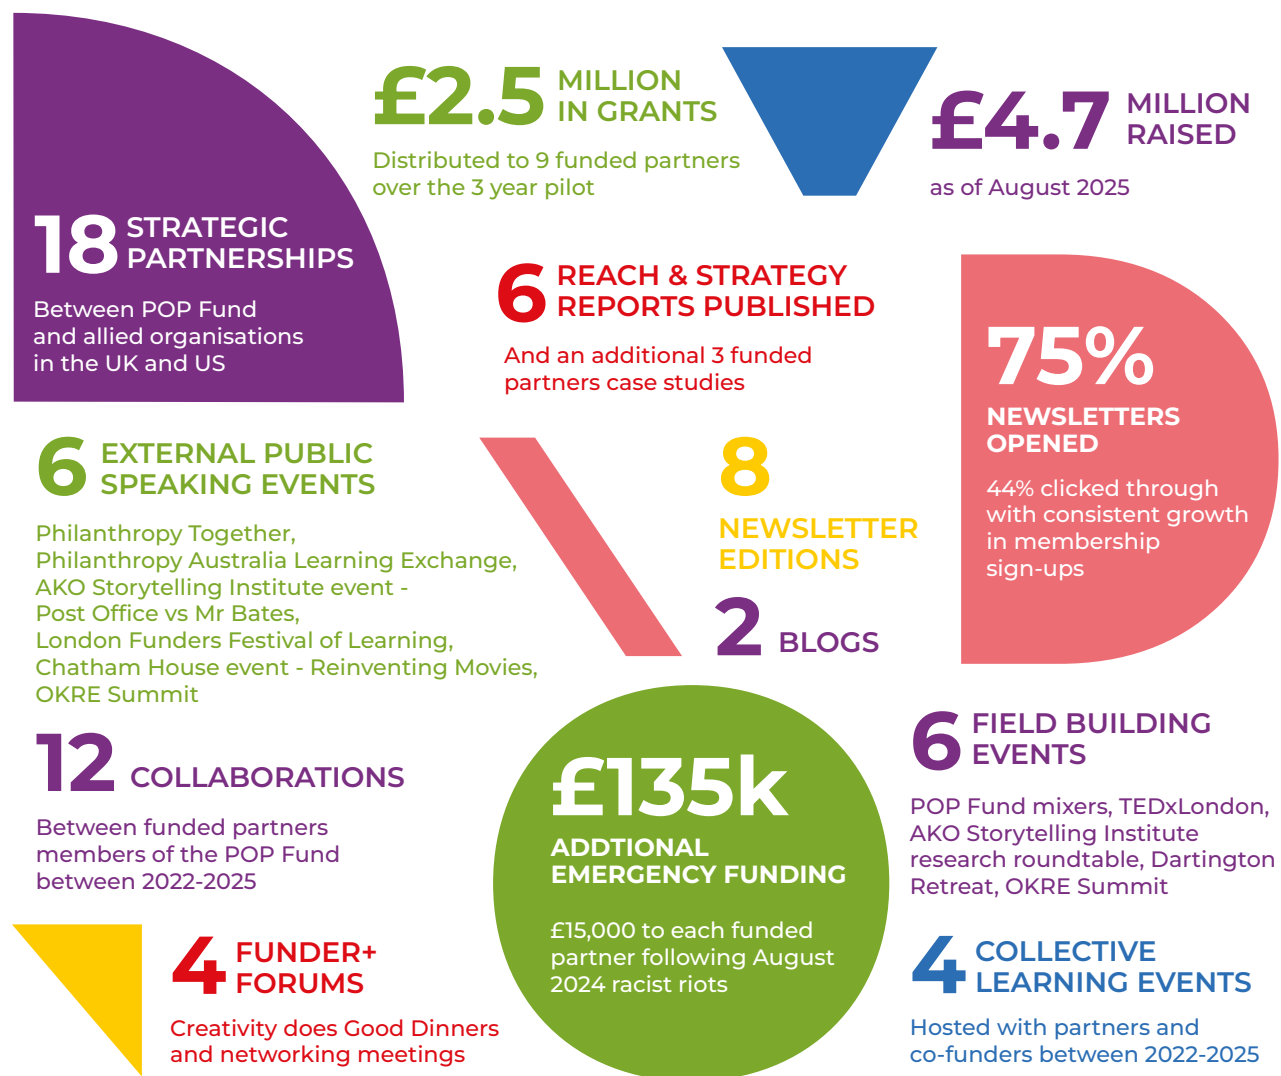 £2.5 MILLION
IN GRANTS
Distributed to 9 funded partners
over the 3 year pilot
£4.7 MILLION
RAISED
as of August 2025
18 STRATEGIC
PARTNERSHIPS
Between POP Fund
and allied organisations
in the UK and US
6 REACH & STRATEGY
REPORTS PUBLISHED
And an additional 3 funded
partners case studies
75%
NEWSLETTERS
OPENED
44% clicked through
with consistent growth
in membership
sign-ups
6 EXTERNAL PUBLIC
SPEAKING EVENTS
Philanthropy Together,
Philanthropy Australia Learning Exchange,
AKO Storytelling Institute event -
Post Office vs Mr Bates,
London Funders Festival of Learning,
Chatham House event - Reinventing Movies,
OKRE Summit
8
NEWSLETTER
EDITIONS
2 BLOGS
12 COLLABORATIONS
Between funded partners
members of the POP Fund
between 2022-2025
£135k
ADDTIONAL
EMERGENCY FUNDING
£15,000 to each funded
partner following August
2024 racist riots
6 FIELD BUILDING
EVENTS
POP Fund mixers, TEDxLondon,
AKO Storytelling Institute
research roundtable, Dartington
Retreat, OKRE Summit
4 FUNDER+
FORUMS
Creativity does Good Dinners
and networking meetings
4 COLLECTIVE
LEARNING EVENTS
Hosted with partners and
co-funders between 2022-2025